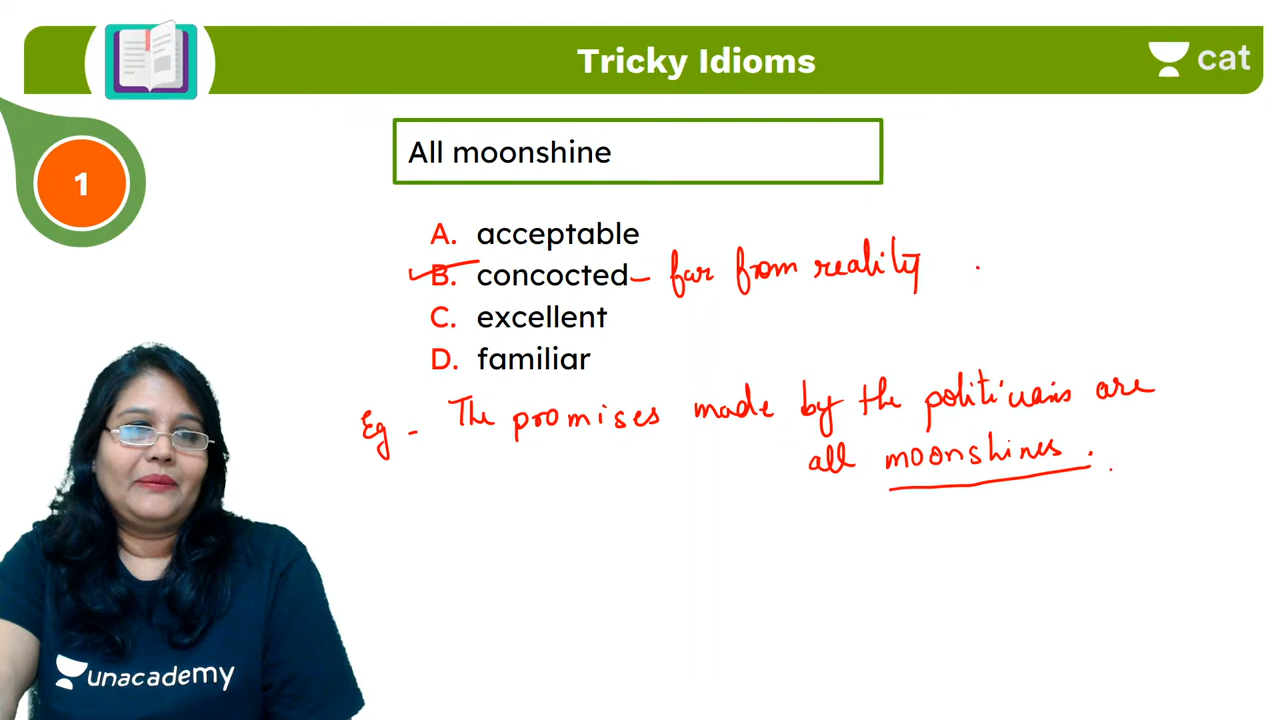 Tricky Idioms
cat
1
All moonshine
A. acceptable
B. concocted – far from reality
C. excellent
D. familiar
Eg - The promises made by the politicians are
all moonshines.
unacademy